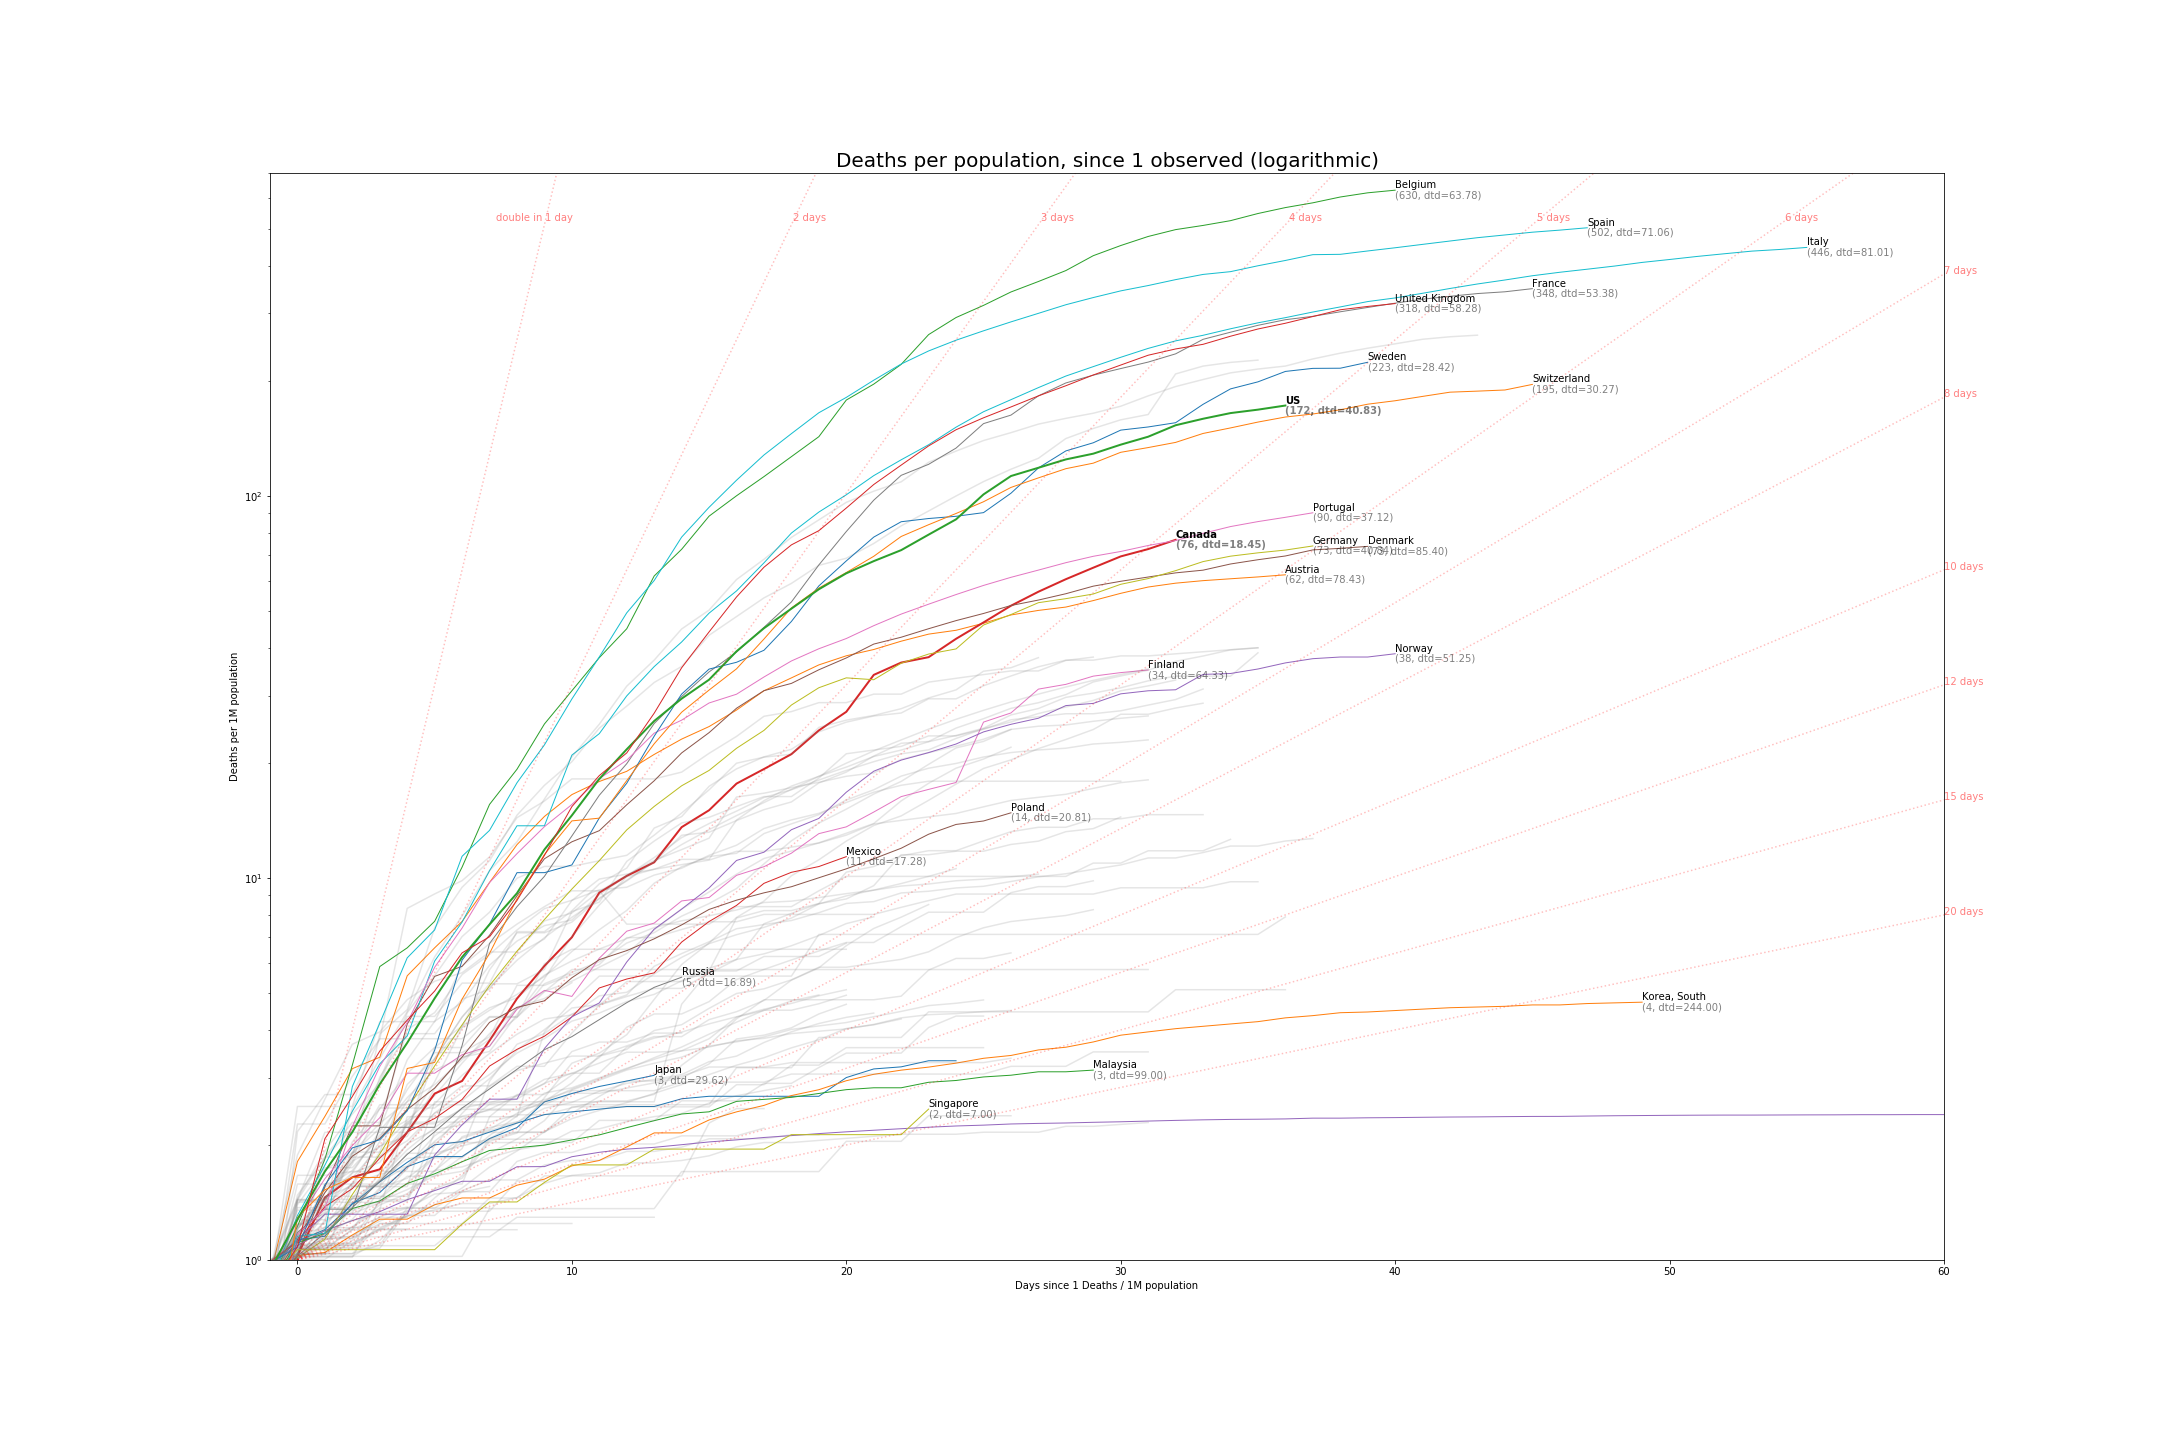 Deaths per population, since 1 observed (logarithmic)
Belgium
(630, dtd=63.78)
double in 1 day
2 days
3 days
4 days
5 days
6 days
Spain
(502, dtd=71.06)
Italy
(446, dtd=81.01)
7 days
France
(348, dtd=53.38)
United Kingdom
(318, dtd=58.28)
Sweden
(223, dtd=28.42)
Switzerland
(195, dtd=30.27)
8 days
US
(172, dtd=40.83)
10²
Portugal
(90, dtd=37.12)
Canada
(76, dtd=18.45)
Germany
Denmark
(73, dtd=
dtd=85.40)
Austria
(62, dtd=78.43)
10 days
Norway
(38, dtd=51.25)
Finland
(34, dtd=64.33)
12 days
Deaths per 1M population
15 days
Poland
(14, dtd=20.81)
Mexico
(11, dtd=17.28)
10¹
20 days
Russia
(5, dtd=16.89)
Korea, South
(4, dtd=244.00)
Japan
(3, dtd=29.62)
Malaysia
(3, dtd=99.00)
Singapore
(2, dtd=7.00)
10⁰
0
10
20
30
40
50
60
Days since 1 Deaths / 1M population